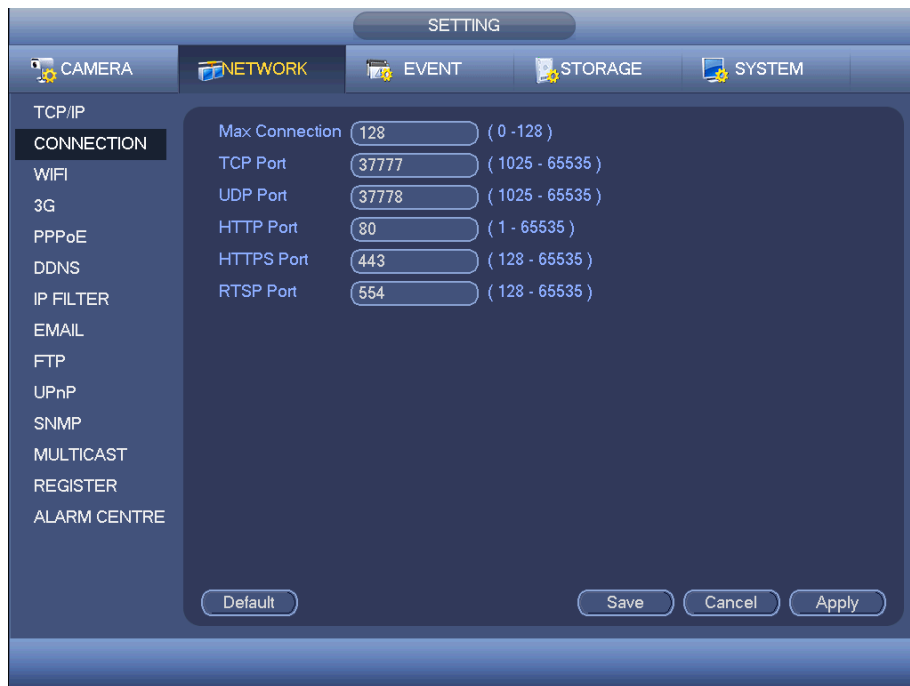 SETTING
CAMERA NETWORK EVENT STORAGE SYSTEM
TCP/IP
CONNECTION
WIFI
3G
PPPoE
DDNS
IP FILTER
EMAIL
FTP
UPnP
SNMP
MULTICAST
REGISTER
ALARM CENTRE
Max Connection 128 ( 0 -128 )
TCP Port 37777 ( 1025 - 65535 )
UDP Port 37778 ( 1025 - 65535 )
HTTP Port 80 ( 1 - 65535 )
HTTPS Port 443 ( 128 - 65535 )
RTSP Port 554 ( 128 - 65535 )
Default Save Cancel Apply